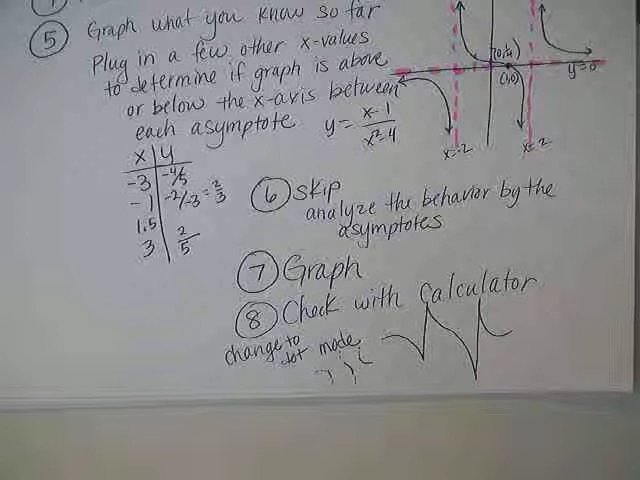 5 Graph what you know so far
Plug in a few other x-values
to determine if graph is above
or below the x-axis between
each asymptote
y = x-1 / x²-4
(1,0)
y=0
x=-2
x=2
x | y
-3 | -4/5
-1 | -2/-3 = 2/3
1.5
3 | 2/5
6 Skip
analyze the behavior by the
asymptotes
7 Graph
8 Check with Calculator
change to
dot mode